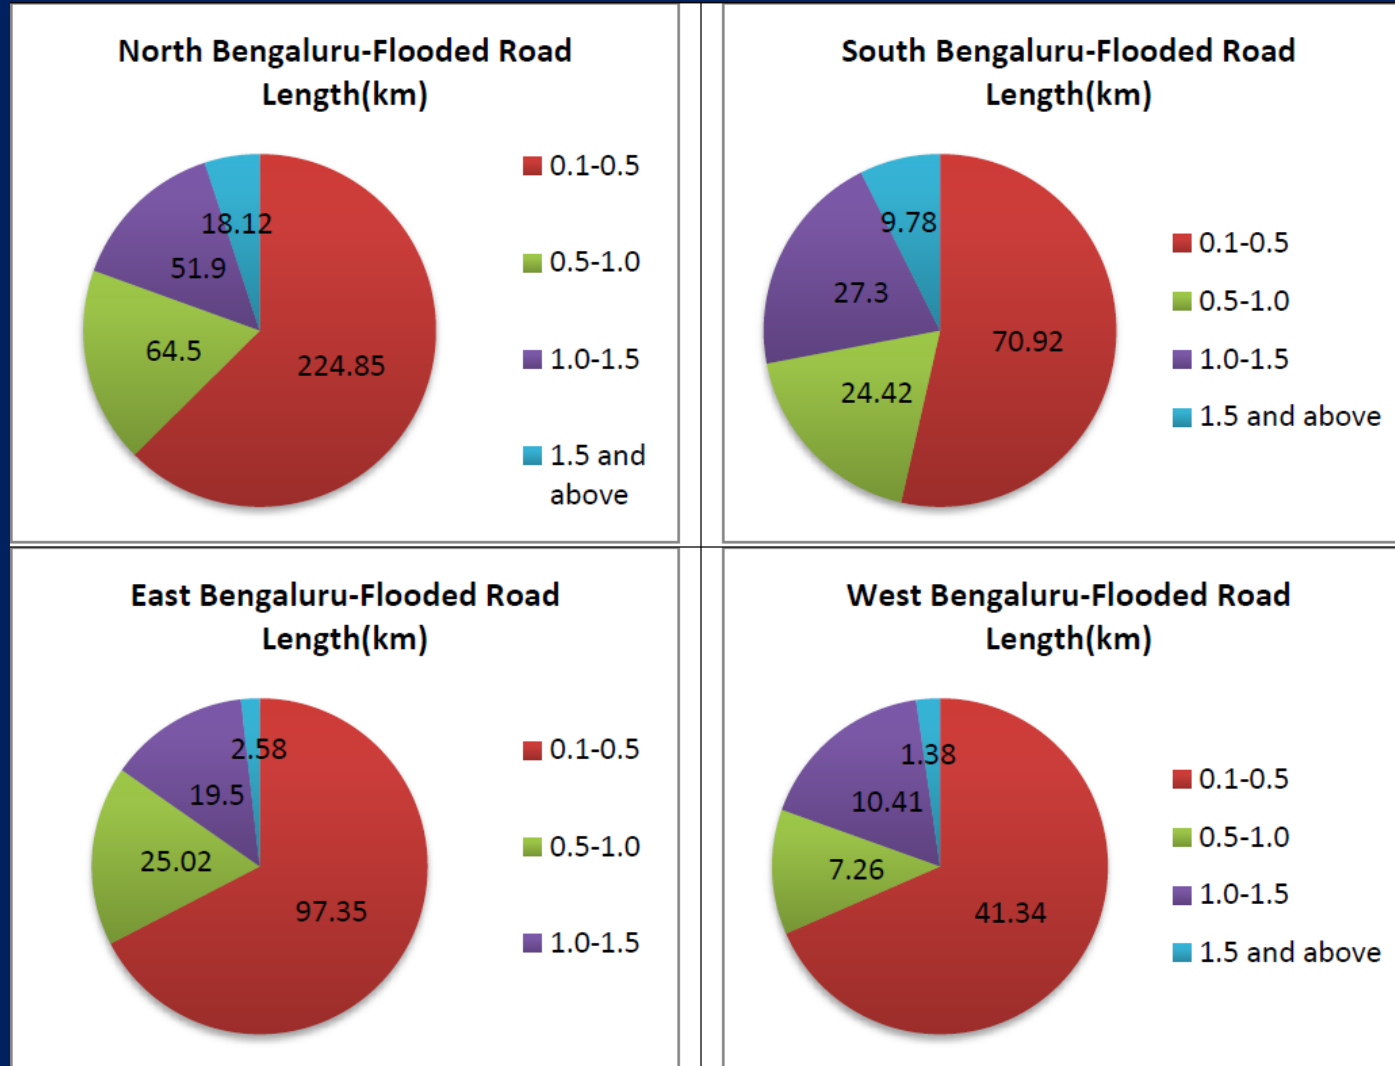 North Bengaluru-Flooded Road
Length(km)
18.12
51.9
64.5
224.85
0.1-0.5
0.5-1.0
1.0-1.5
1.5 and
above
South Bengaluru-Flooded Road
Length(km)
9.78
27.3
70.92
24.42
0.1-0.5
0.5-1.0
1.0-1.5
1.5 and above
East Bengaluru-Flooded Road
Length(km)
2.58
19.5
25.02
97.35
0.1-0.5
0.5-1.0
1.0-1.5
West Bengaluru-Flooded Road
Length(km)
1.38
10.41
7.26
41.34
0.1-0.5
0.5-1.0
1.0-1.5
1.5 and above